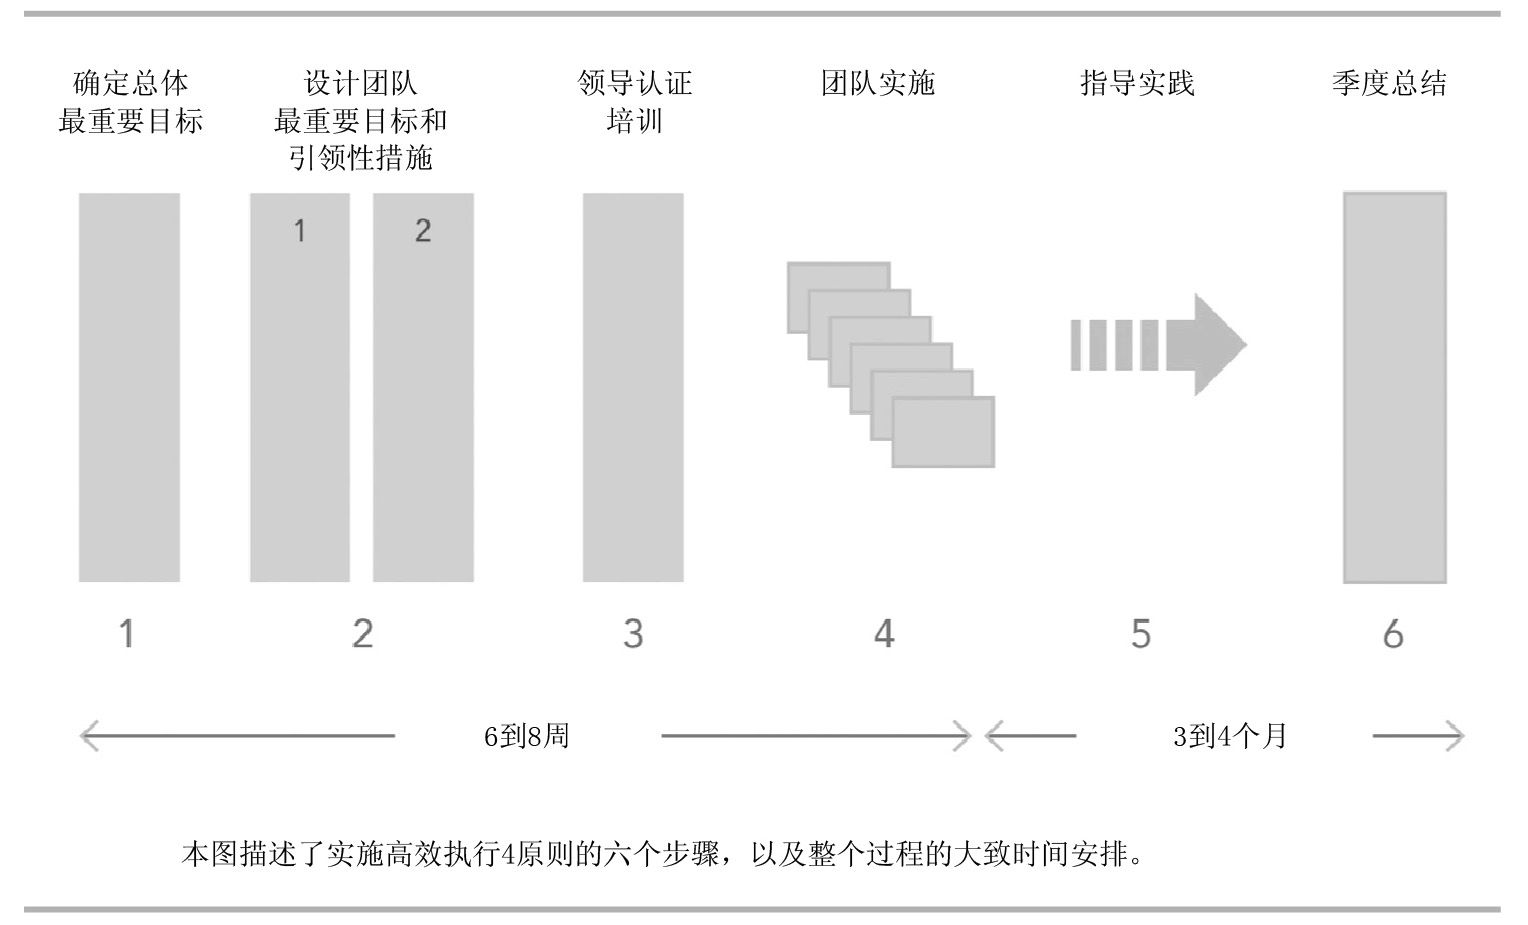 确定总体
最重要目标
设计团队
最重要目标和
引领性措施
领导认证
培训
团队实施
指导实践
季度总结
1
2
1
2
3
4
5
6
6到8周
3到4个月
本图描述了实施高效执行4原则的六个步骤，以及整个过程的大致时间安排。